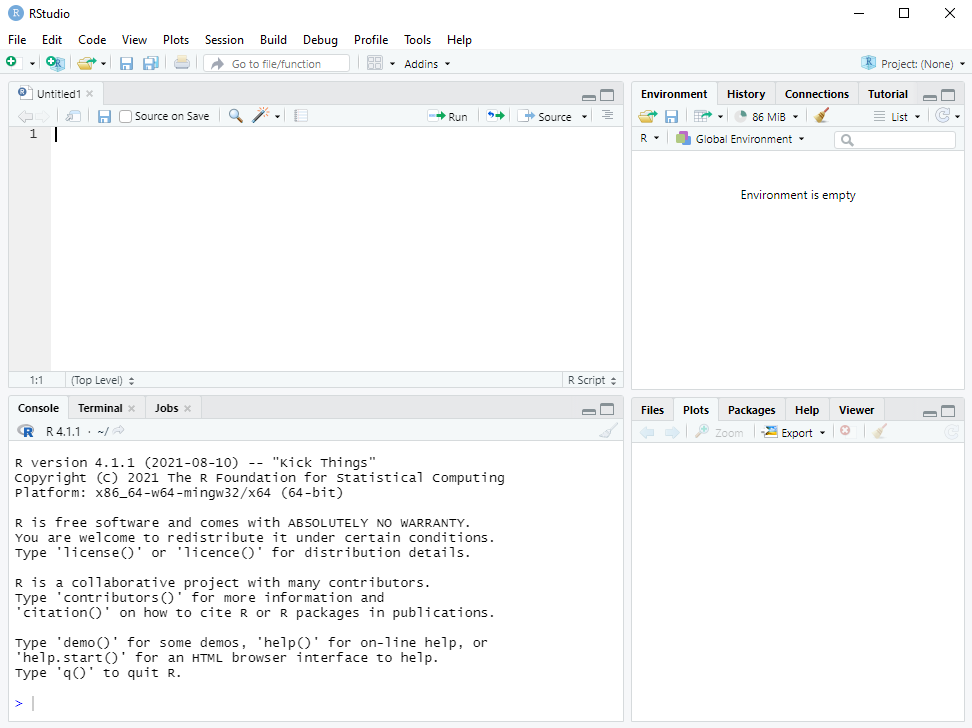 RStudio
File Edit Code View Plots Session Build Debug Profile Tools Help
Go to file/function Addins Project: (None)
Untitled1
Source on Save Run Source
1
1:1 (Top Level) R Script
Environment History Connections Tutorial
86 MiB List
R Global Environment
Environment is empty
Console Terminal Jobs
R 4.1.1 · ~/
R version 4.1.1 (2021-08-10) -- "Kick Things"
Copyright (C) 2021 The R Foundation for Statistical Computing
Platform: x86_64-w64-mingw32/x64 (64-bit)
R is free software and comes with ABSOLUTELY NO WARRANTY.
You are welcome to redistribute it under certain conditions.
Type 'license()' or 'licence()' for distribution details.
R is a collaborative project with many contributors.
Type 'contributors()' for more information and
'citation()' on how to cite R or R packages in publications.
Type 'demo()' for some demos, 'help()' for on-line help, or
'help.start()' for an HTML browser interface to help.
Type 'q()' to quit R.
>
Files Plots Packages Help Viewer
Zoom Export